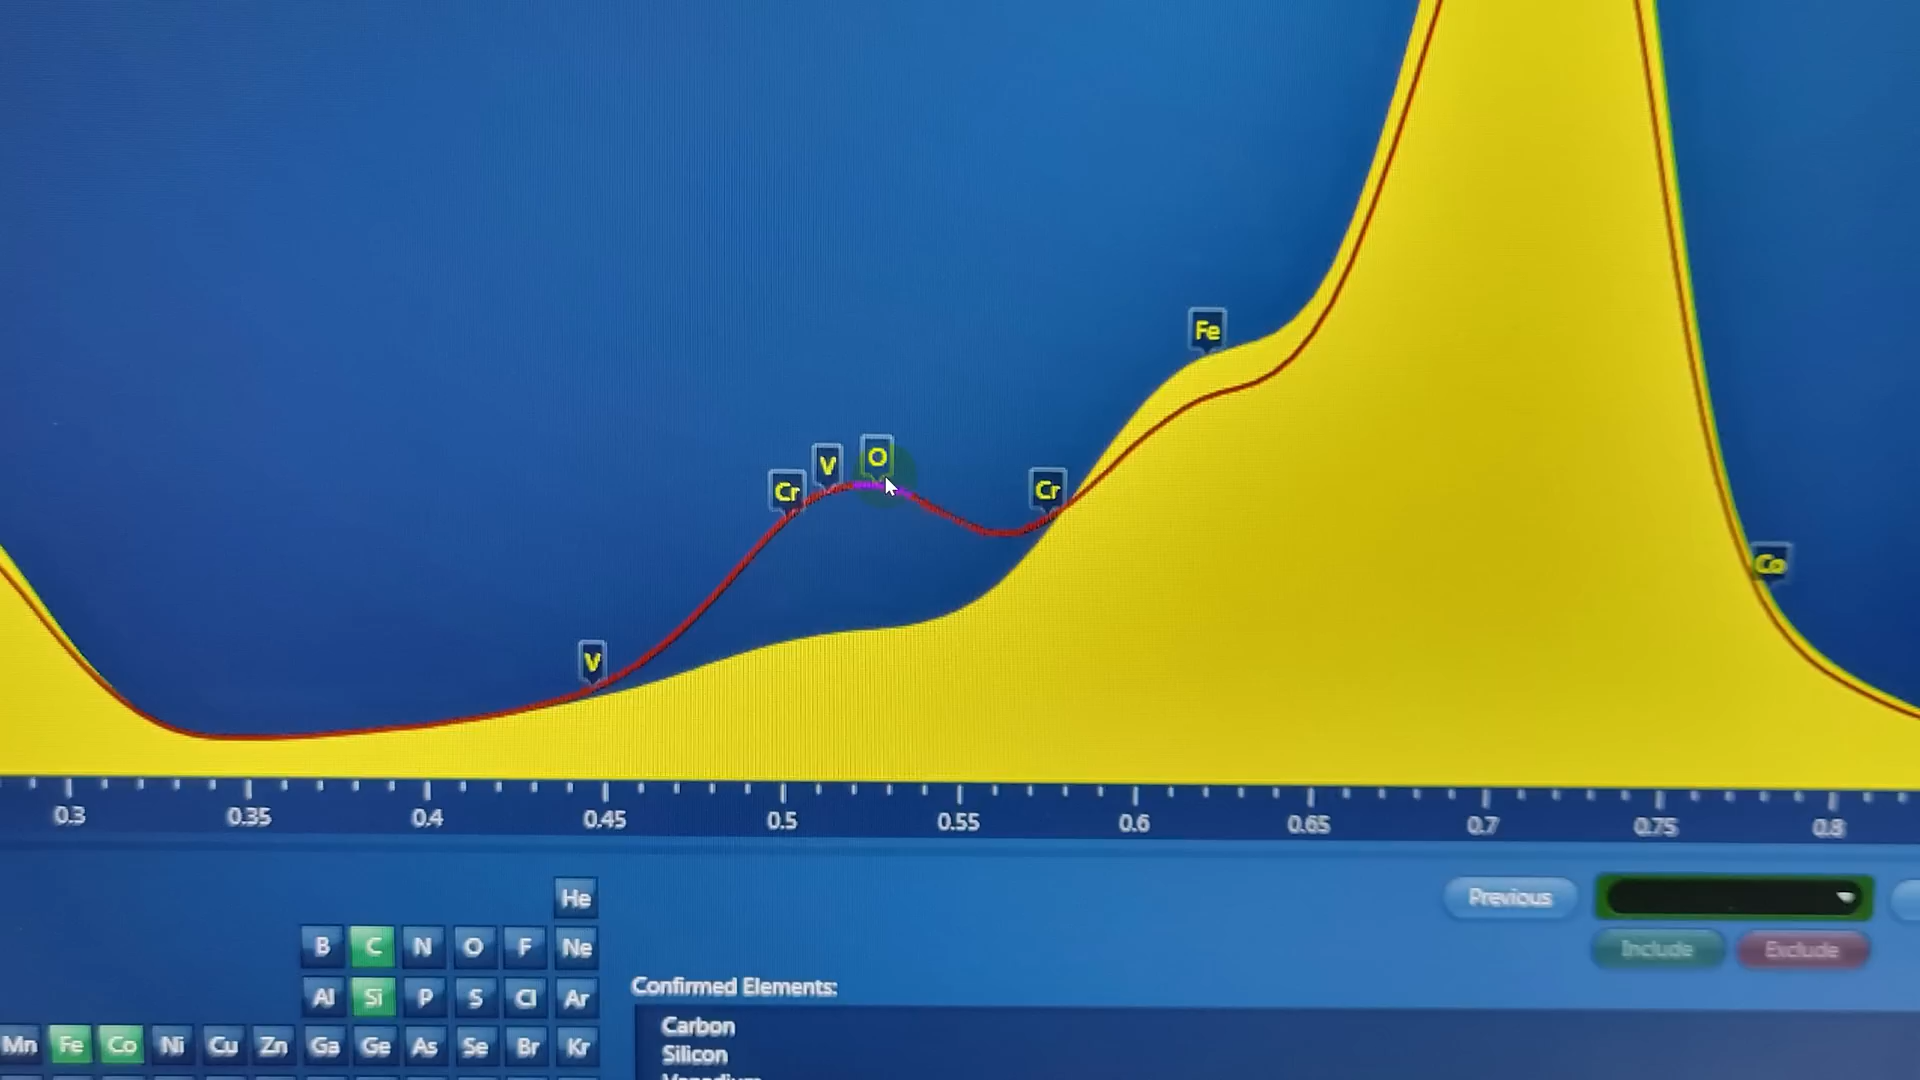 Fe
Cr V O Cr
Co
V
0.3 0.35 0.4 0.45 0.5 0.55 0.6 0.65 0.7 0.75 0.8
He
Previous
B C N O F Ne
Include Exclude
Al Si P S Cl Ar
Confirmed Elements:
Carbon
Mn Fe Co Ni Cu Zn Ga Ge As Se Br Kr
Silicon